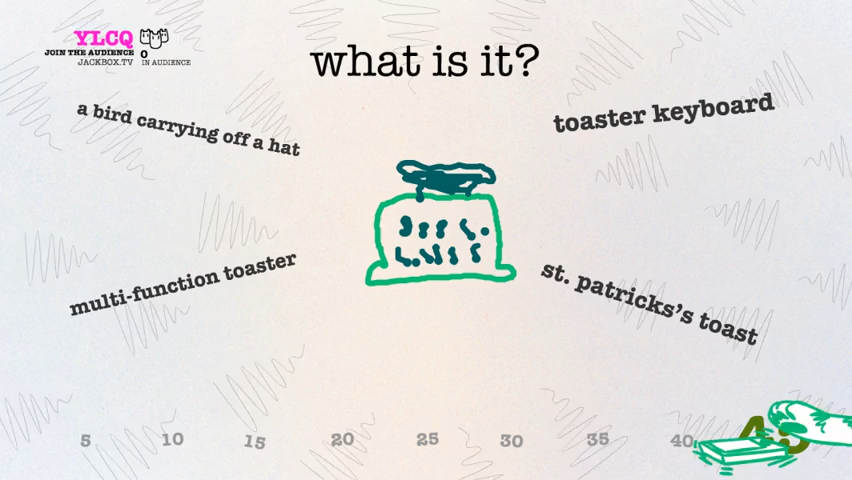 YLCQ
JOIN THE AUDIENCE
JACKBOX.TV
0
IN AUDIENCE
what is it?
a bird carrying off a hat
toaster keyboard
multi-function toaster
st. patricks's toast
5 10 15 20 25 30 35 40